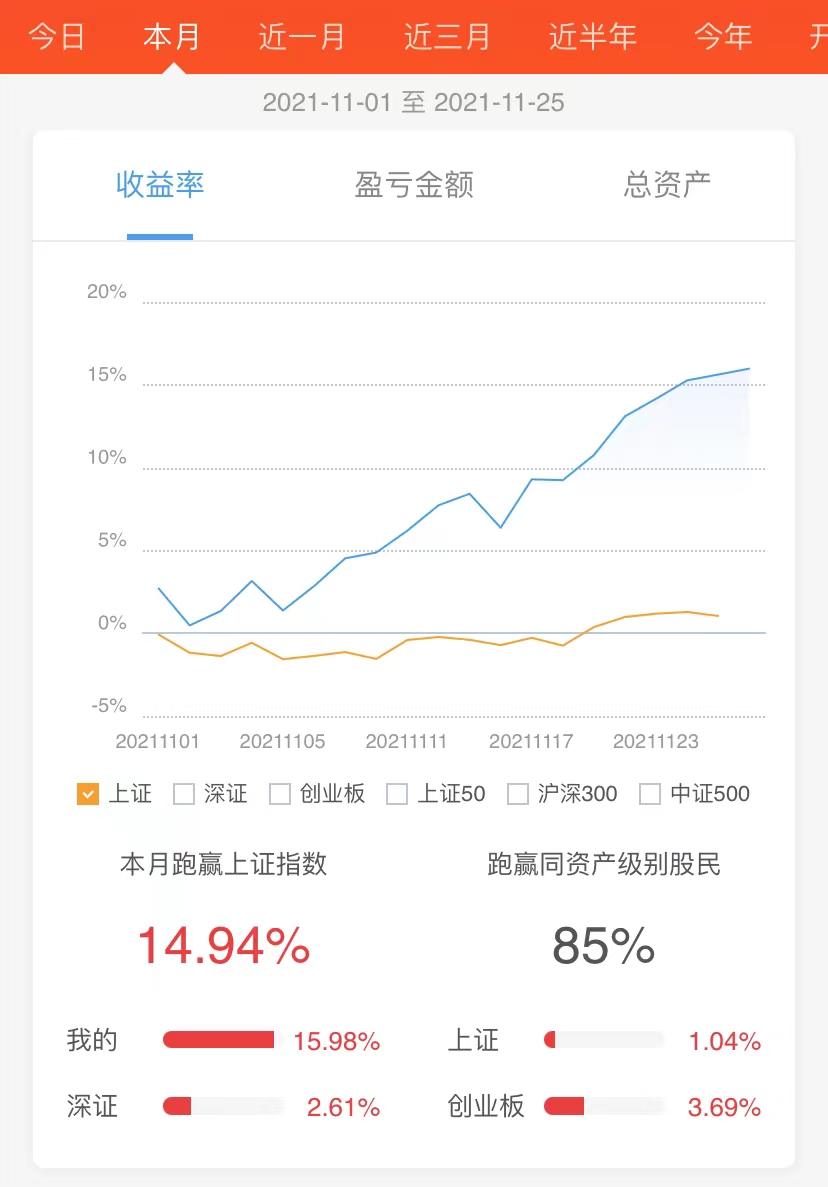 今日 本月 近一月 近三月 近半年 今年
2021-11-01 至 2021-11-25
收益率 盈亏金额 总资产
20%
15%
10%
5%
0%
-5%
20211101 20211105 20211111 20211117 20211123
上证 深证 创业板 上证50 沪深300 中证500
本月跑赢上证指数 跑赢同资产级别股民
14.94% 85%
我的 15.98% 上证 1.04%
深证 2.61% 创业板 3.69%